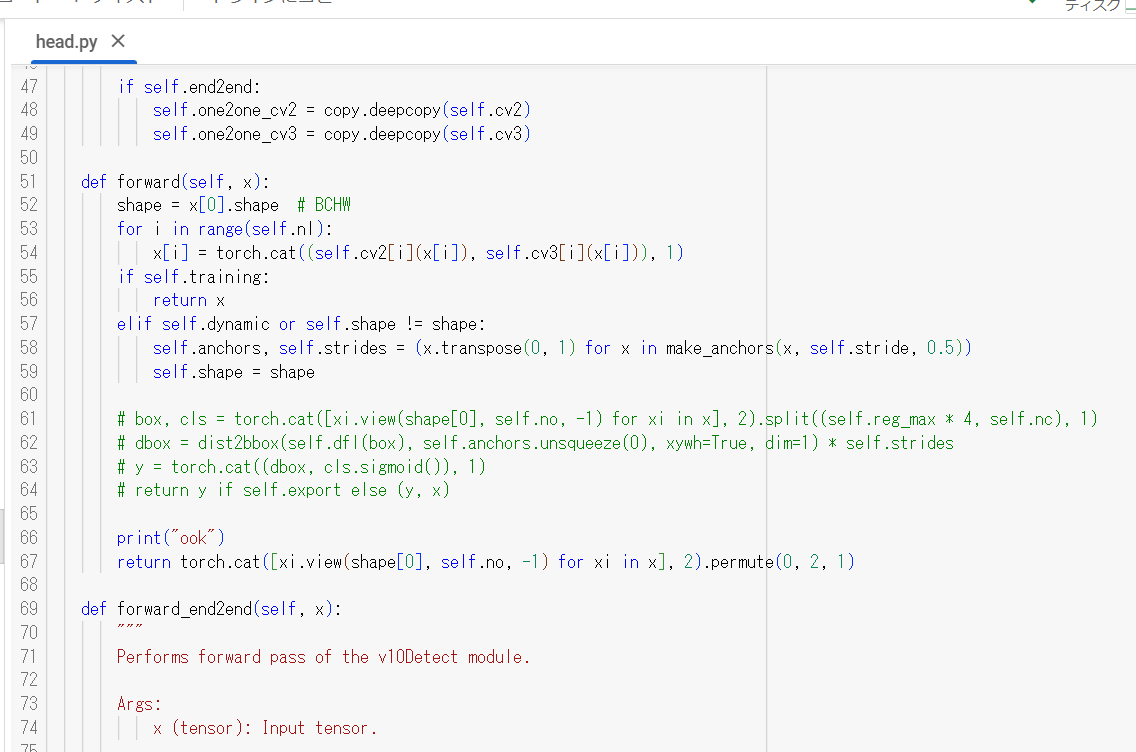 ディスク
head.py
47 if self.end2end:
48 self.one2one_cv2 = copy.deepcopy(self.cv2)
49 self.one2one_cv3 = copy.deepcopy(self.cv3)
50
51 def forward(self, x):
52 shape = x[0].shape  # BCHW
53 for i in range(self.nl):
54 x[i] = torch.cat((self.cv2[i](x[i]), self.cv3[i](x[i])), 1)
55 if self.training:
56 return x
57 elif self.dynamic or self.shape != shape:
58 self.anchors, self.strides = (x.transpose(0, 1) for x in make_anchors(x, self.stride, 0.5))
59 self.shape = shape
60
61 # box, cls = torch.cat([xi.view(shape[0], self.no, -1) for xi in x], 2).split((self.reg_max * 4, self.nc), 1)
62 # dbox = dist2bbox(self.dfl(box), self.anchors.unsqueeze(0), xywh=True, dim=1) * self.strides
63 # y = torch.cat((dbox, cls.sigmoid()), 1)
64 # return y if self.export else (y, x)
65
66 print("ook")
67 return torch.cat([xi.view(shape[0], self.no, -1) for xi in x], 2).permute(0, 2, 1)
68
69 def forward_end2end(self, x):
70 """
71 Performs forward pass of the v10Detect module.
72
73 Args:
74 x (tensor): Input tensor.
75